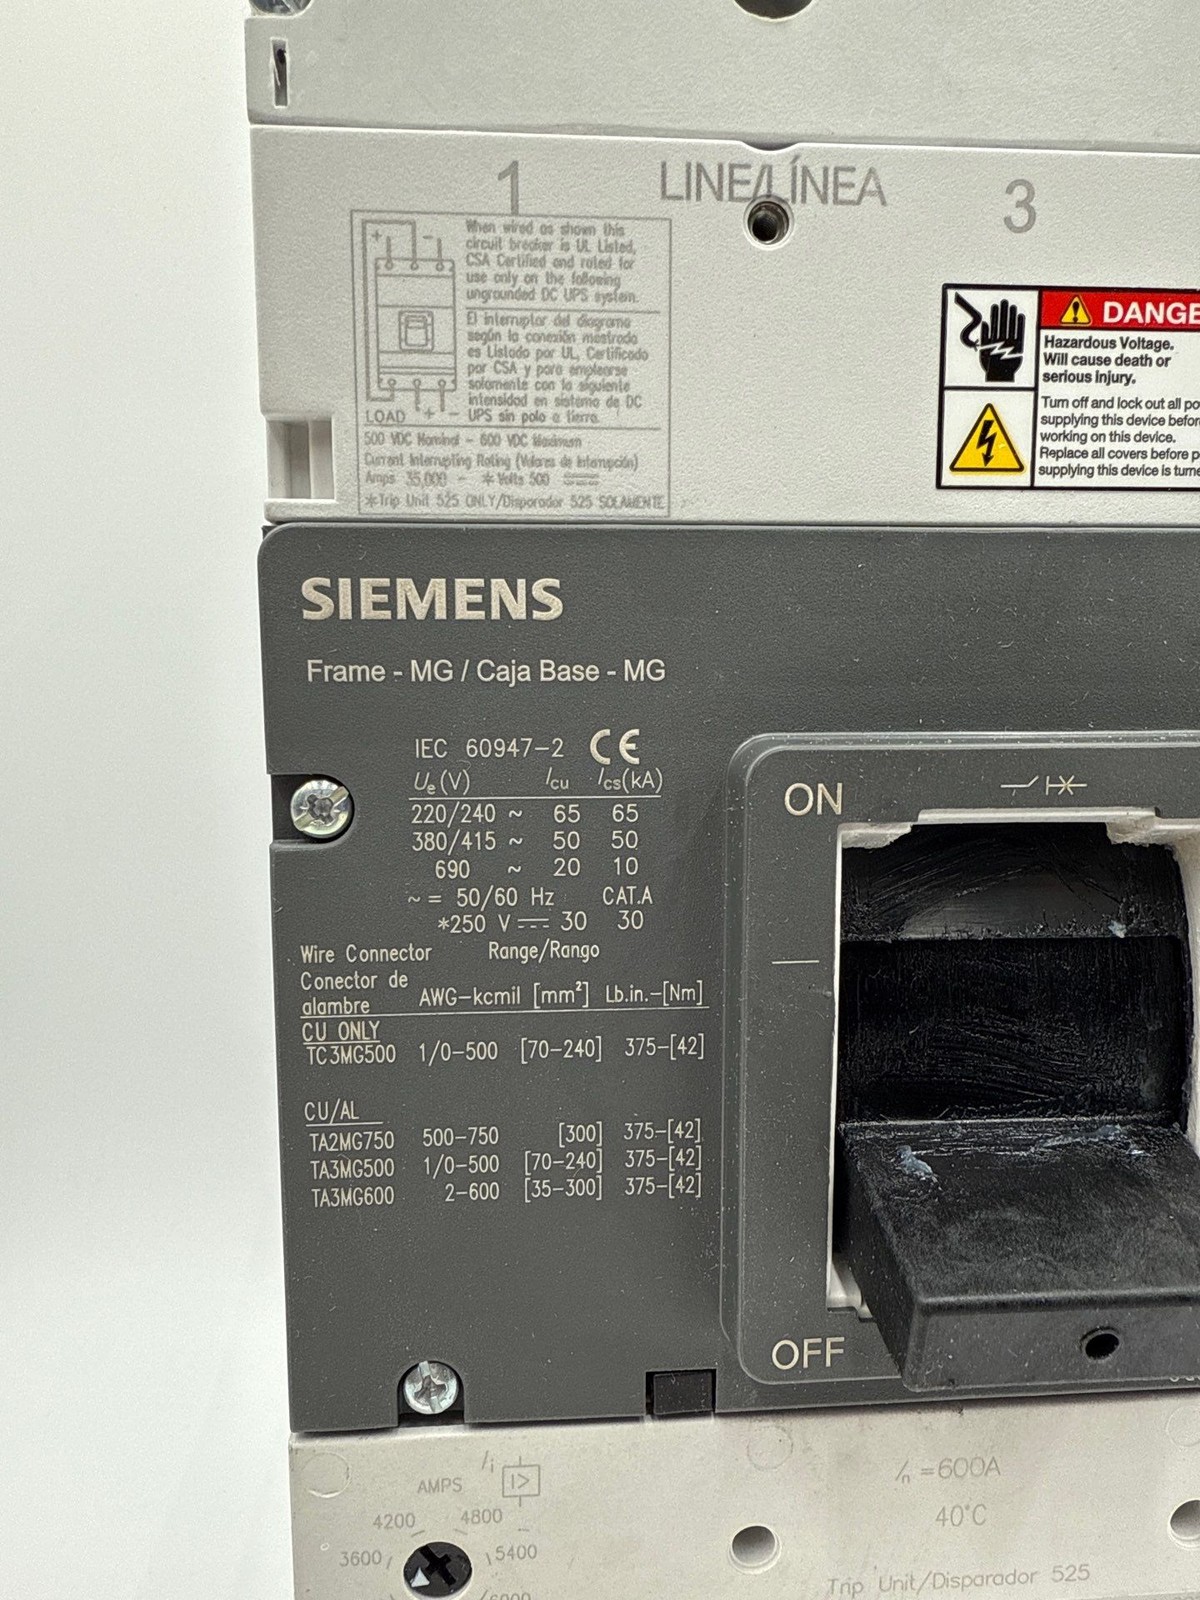 1 LINE/LÍNEA 3
+ -
When wired as shown this
circuit breaker is UL Listed,
CSA Certified and rated for
use only on the following
ungrounded DC UPS system.
El interruptor del diagrama
según la conexión mostrada
es Listado por UL, Certificado
por CSA y para emplearse
solamente con la siguiente
intensidad en sistema de DC
UPS sin polo a tierra.
LOAD + -
500 VDC Nominal - 600 VDC Maximum
Current Interrupting Rating (Valores de Interrupción)
Amps 35,000 - *Volts 500
*Trip Unit 525 ONLY/Disparador 525 SOLAMENTE
DANGE
Hazardous Voltage.
Will cause death or
serious injury.
Turn off and lock out all po
supplying this device befor
working on this device.
Replace all covers before p
supplying this device is turne
SIEMENS
Frame - MG / Caja Base - MG
IEC 60947-2 CE
Ue(V) Icu Ics(kA)
220/240 ~ 65 65
380/415 ~ 50 50
690 ~ 20 10
~ = 50/60 Hz CAT.A
*250 V 30 30
Wire Connector Range/Rango
Conector de
alambre AWG-kcmil [mm²] Lb.in.-[Nm]
CU ONLY
TC3MG500 1/0-500 [70-240] 375-[42]
CU/AL
TA2MG750 500-750 [300] 375-[42]
TA3MG500 1/0-500 [70-240] 375-[42]
TA3MG600 2-600 [35-300] 375-[42]
ON
OFF
AMPS Ii I>
4200 4800
3600 5400
6000
In =600A
40°C
Trip Unit/Disparador 525